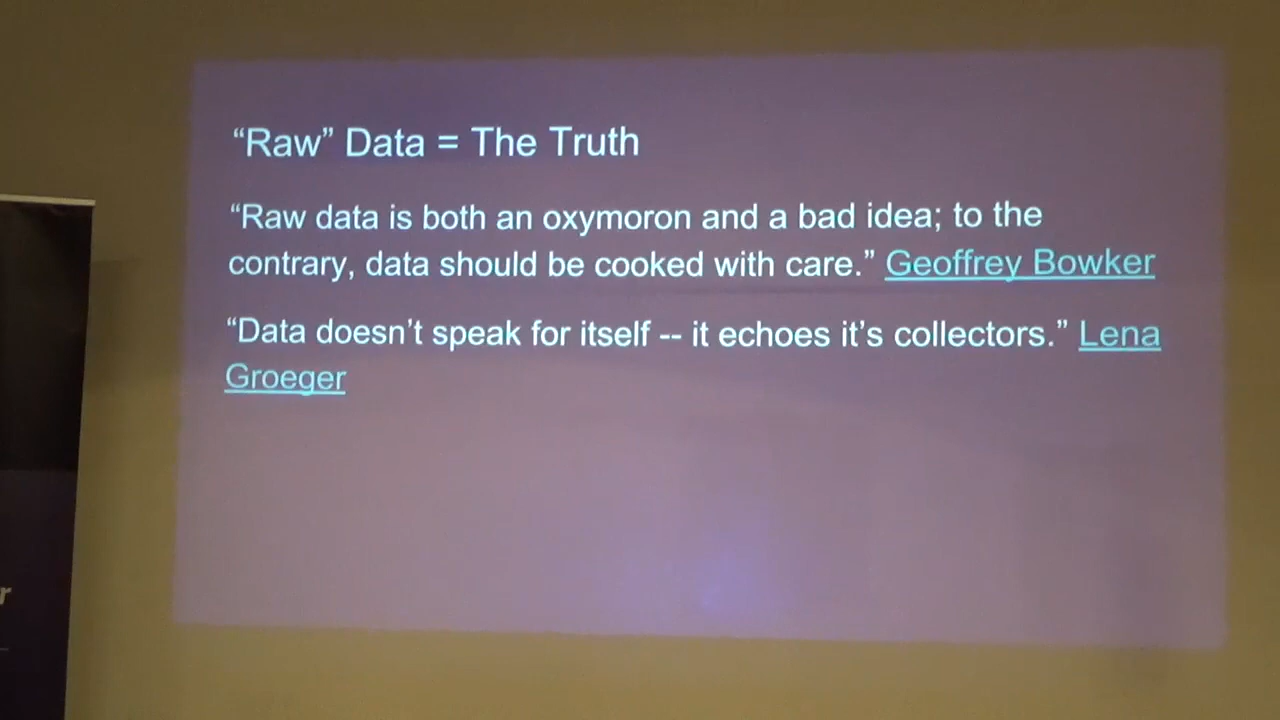 “Raw” Data = The Truth
“Raw data is both an oxymoron and a bad idea; to the
contrary, data should be cooked with care.” Geoffrey Bowker
“Data doesn’t speak for itself -- it echoes it’s collectors.” Lena
Groeger
r